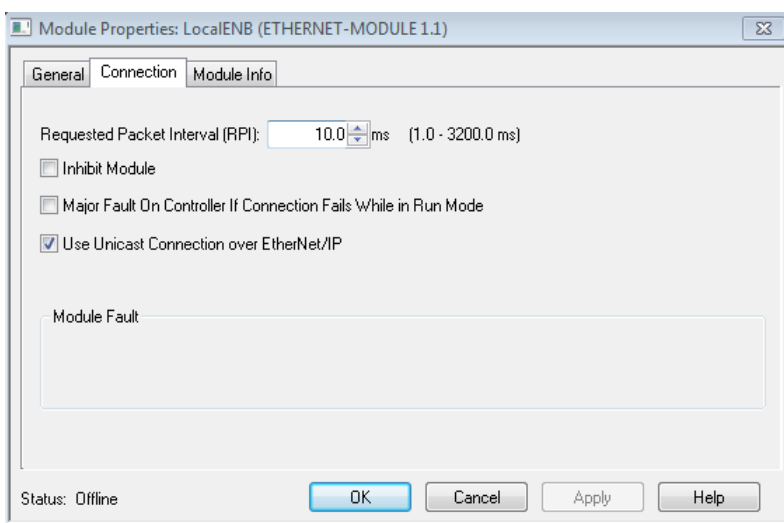 Module Properties: LocalENB (ETHERNET-MODULE 1.1)
General Connection Module Info
Requested Packet Interval (RPI): 10.0 ms (1.0 - 3200.0 ms)
Inhibit Module
Major Fault On Controller If Connection Fails While in Run Mode
Use Unicast Connection over EtherNet/IP
Module Fault
Status: Offline OK Cancel Apply Help